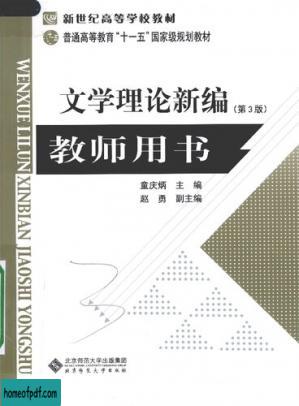 新世纪高等学校教材
普通高等教育“十一五”国家级规划教材
文学理论新编(第3版)
教师用书
童庆炳 主 编
赵 勇 副主编
WENXUE LILUN XINBIAN JIAOSHI YONGSHU
北京师范大学出版集团
北京师范大学出版社
homeofpdf.com